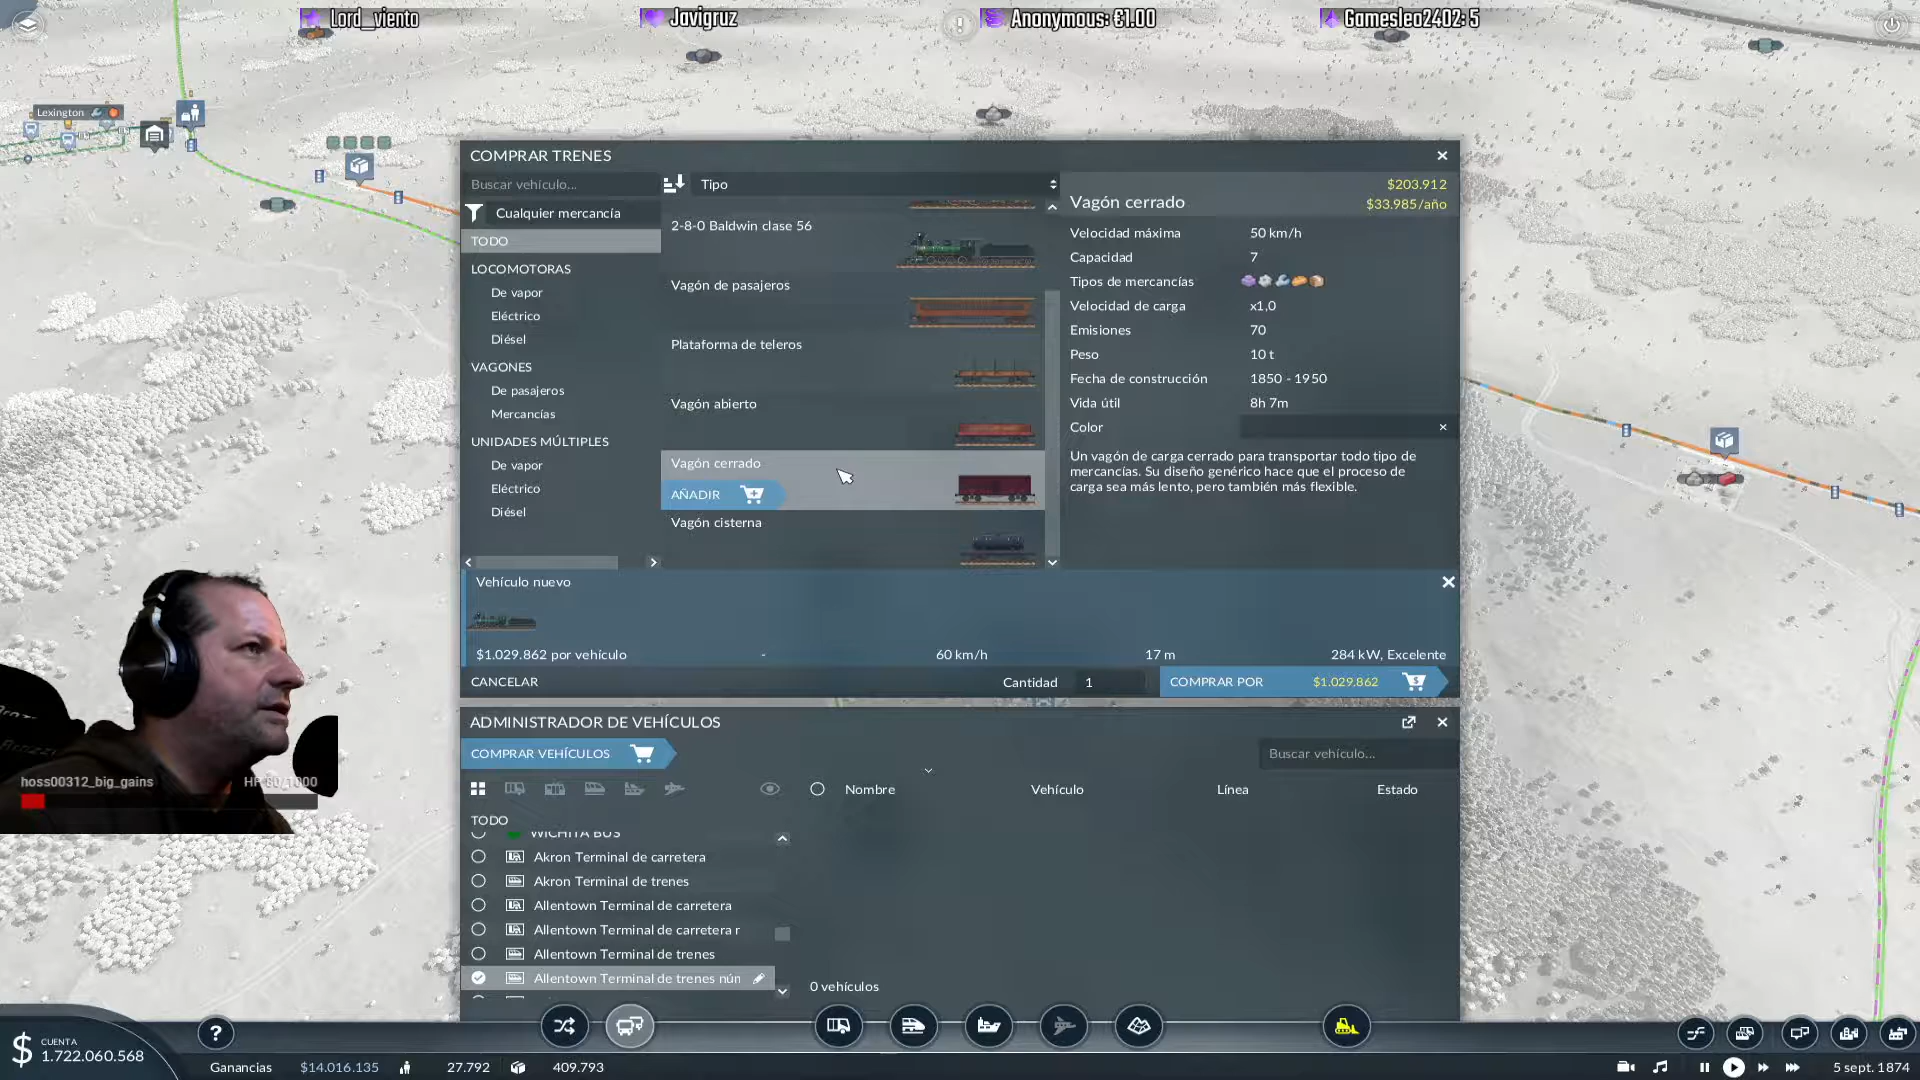 Lord_viento
Javigruz
Anonymous: €1.00
Gameslea2402: 5
Lexington
COMPRAR TRENES
Buscar vehículo...
Tipo
Cualquier mercancía
TODO
LOCOMOTORAS
De vapor
Eléctrico
Diésel
VAGONES
De pasajeros
Mercancías
UNIDADES MÚLTIPLES
De vapor
Eléctrico
Diésel
2-8-0 Baldwin clase 56
Vagón de pasajeros
Plataforma de teleros
Vagón abierto
Vagón cerrado
AÑADIR
Vagón cisterna
$203.912
Vagón cerrado
$33.985/año
Velocidad máxima 50 km/h
Capacidad 7
Tipos de mercancías
Velocidad de carga x1,0
Emisiones 70
Peso 10 t
Fecha de construcción 1850 - 1950
Vida útil 8h 7m
Color
Un vagón de carga cerrado para transportar todo tipo de
mercancías. Su diseño genérico hace que el proceso de
carga sea más lento, pero también más flexible.
Vehículo nuevo
$1.029.862 por vehículo - 60 km/h 17 m 284 kW, Excelente
CANCELAR Cantidad 1 COMPRAR POR $1.029.862
ADMINISTRADOR DE VEHÍCULOS
COMPRAR VEHÍCULOS
Buscar vehículo...
Nombre Vehículo Línea Estado
TODO
WICHITA BUS
Akron Terminal de carretera
Akron Terminal de trenes
Allentown Terminal de carretera
Allentown Terminal de carretera r
Allentown Terminal de trenes
Allentown Terminal de trenes núm
0 vehículos
hoss00312_big_gains
CUENTA
$ 1.722.060.568
?
Ganancias $14.016.135 27.792 409.793
5 sept. 1874